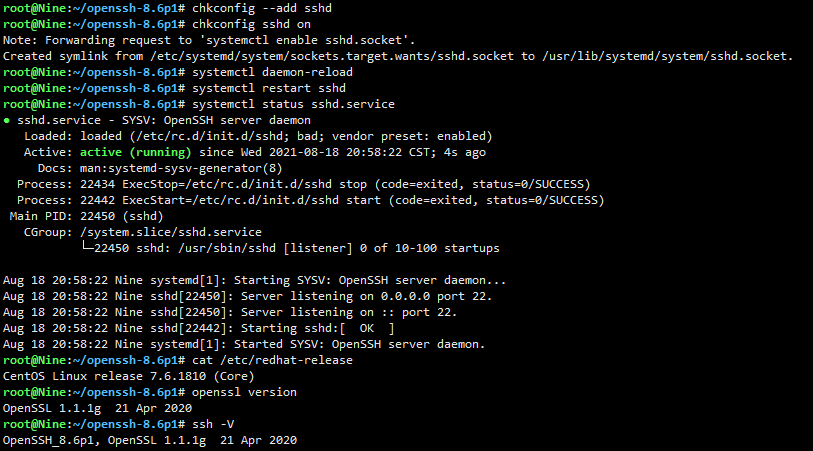 root@Nine:~/openssh-8.6p1# chkconfig --add sshd
root@Nine:~/openssh-8.6p1# chkconfig sshd on
Note: Forwarding request to 'systemctl enable sshd.socket'.
Created symlink from /etc/systemd/system/sockets.target.wants/sshd.socket to /usr/lib/systemd/system/sshd.socket.
root@Nine:~/openssh-8.6p1# systemctl daemon-reload
root@Nine:~/openssh-8.6p1# systemctl restart sshd
root@Nine:~/openssh-8.6p1# systemctl status sshd.service
● sshd.service - SYSV: OpenSSH server daemon
   Loaded: loaded (/etc/rc.d/init.d/sshd; bad; vendor preset: enabled)
   Active: active (running) since Wed 2021-08-18 20:58:22 CST; 4s ago
     Docs: man:systemd-sysv-generator(8)
  Process: 22434 ExecStop=/etc/rc.d/init.d/sshd stop (code=exited, status=0/SUCCESS)
  Process: 22442 ExecStart=/etc/rc.d/init.d/sshd start (code=exited, status=0/SUCCESS)
 Main PID: 22450 (sshd)
   CGroup: /system.slice/sshd.service
           └─22450 sshd: /usr/sbin/sshd [listener] 0 of 10-100 startups

Aug 18 20:58:22 Nine systemd[1]: Starting SYSV: OpenSSH server daemon...
Aug 18 20:58:22 Nine sshd[22450]: Server listening on 0.0.0.0 port 22.
Aug 18 20:58:22 Nine sshd[22450]: Server listening on :: port 22.
Aug 18 20:58:22 Nine sshd[22442]: Starting sshd:[  OK  ]
Aug 18 20:58:22 Nine systemd[1]: Started SYSV: OpenSSH server daemon.
root@Nine:~/openssh-8.6p1# cat /etc/redhat-release
CentOS Linux release 7.6.1810 (Core)
root@Nine:~/openssh-8.6p1# openssl version
OpenSSL 1.1.1g  21 Apr 2020
root@Nine:~/openssh-8.6p1# ssh -V
OpenSSH_8.6p1, OpenSSL 1.1.1g  21 Apr 2020